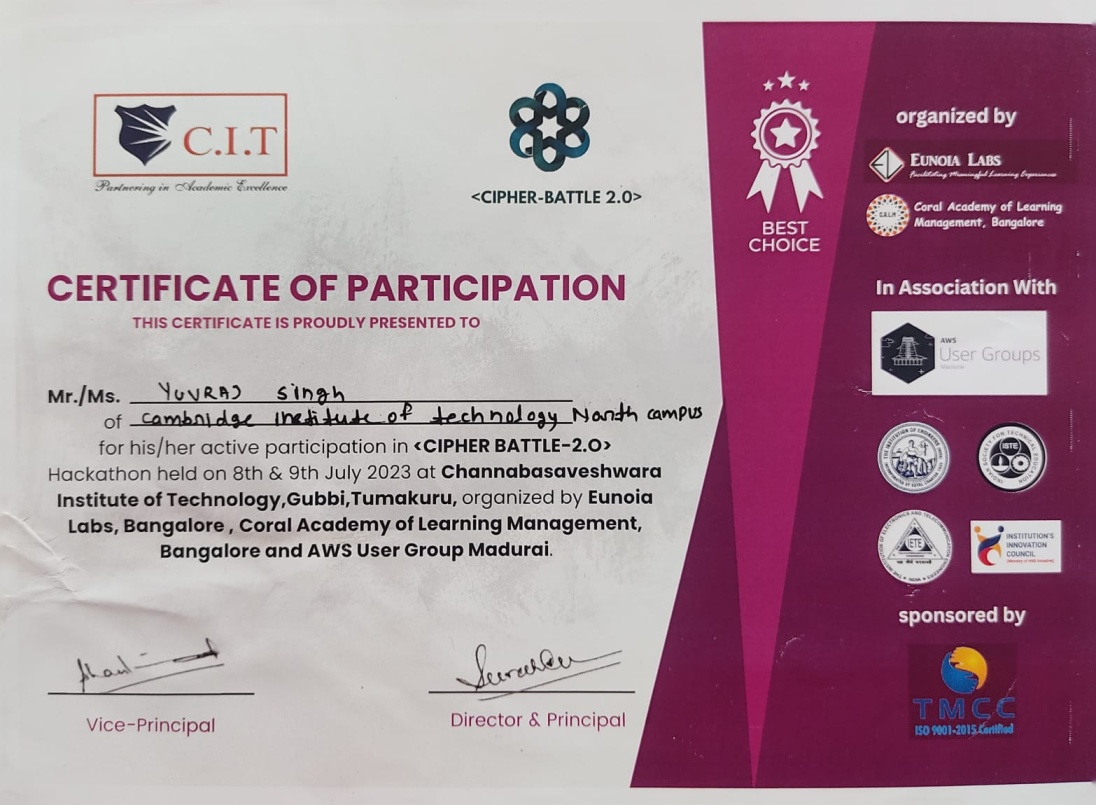 C.I.T
Partnering in Academic Excellence
<CIPHER-BATTLE 2.0>
CERTIFICATE OF PARTICIPATION
THIS CERTIFICATE IS PROUDLY PRESENTED TO
Mr./Ms. YUVRAJ Singh
of Cambridge Institute of technology North campus
for his/her active participation in <CIPHER BATTLE-2.O>
Hackathon held on 8th & 9th July 2023 at Channabasaveshwara
Institute of Technology,Gubbi,Tumakuru, organized by Eunoia
Labs, Bangalore , Coral Academy of Learning Management,
Bangalore and AWS User Group Madurai.
Vice-Principal
Director & Principal
BEST
CHOICE
organized by
EUNOIA LABS
Facilitating Meaningful Learning Experiences
C.A.L.M
Coral Academy of Learning
Management, Bangalore
In Association With
AWS
User Groups
Madurai
ISTE
IETE
INSTITUTION'S
INNOVATION
COUNCIL
sponsored by
TMCC
ISO 9001-2015 Certified